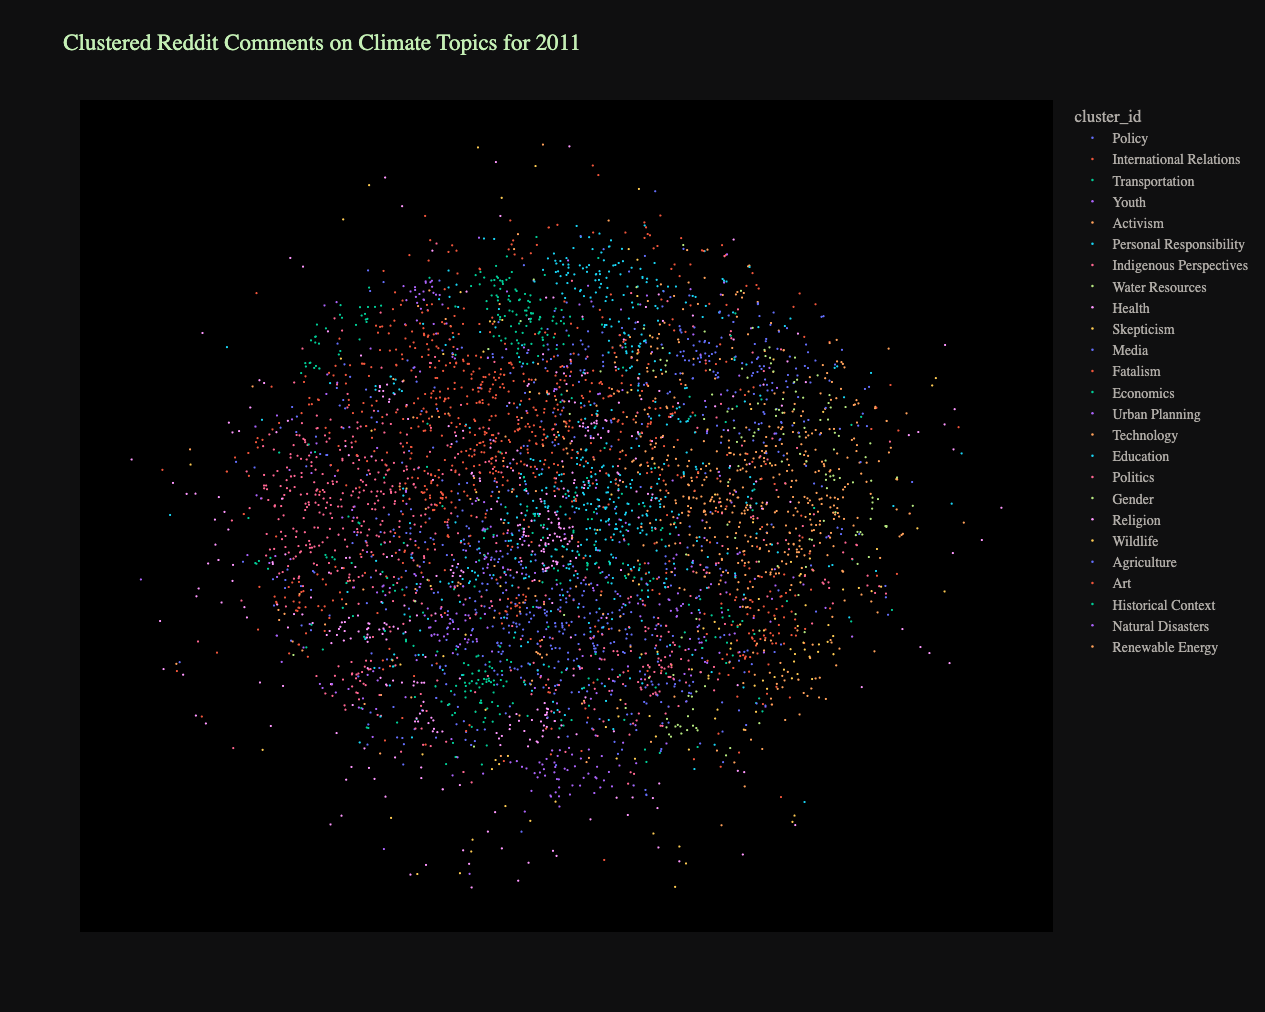 Clustered Reddit Comments on Climate Topics for 2011
cluster_id
Policy
International Relations
Transportation
Youth
Activism
Personal Responsibility
Indigenous Perspectives
Water Resources
Health
Skepticism
Media
Fatalism
Economics
Urban Planning
Technology
Education
Politics
Gender
Religion
Wildlife
Agriculture
Art
Historical Context
Natural Disasters
Renewable Energy